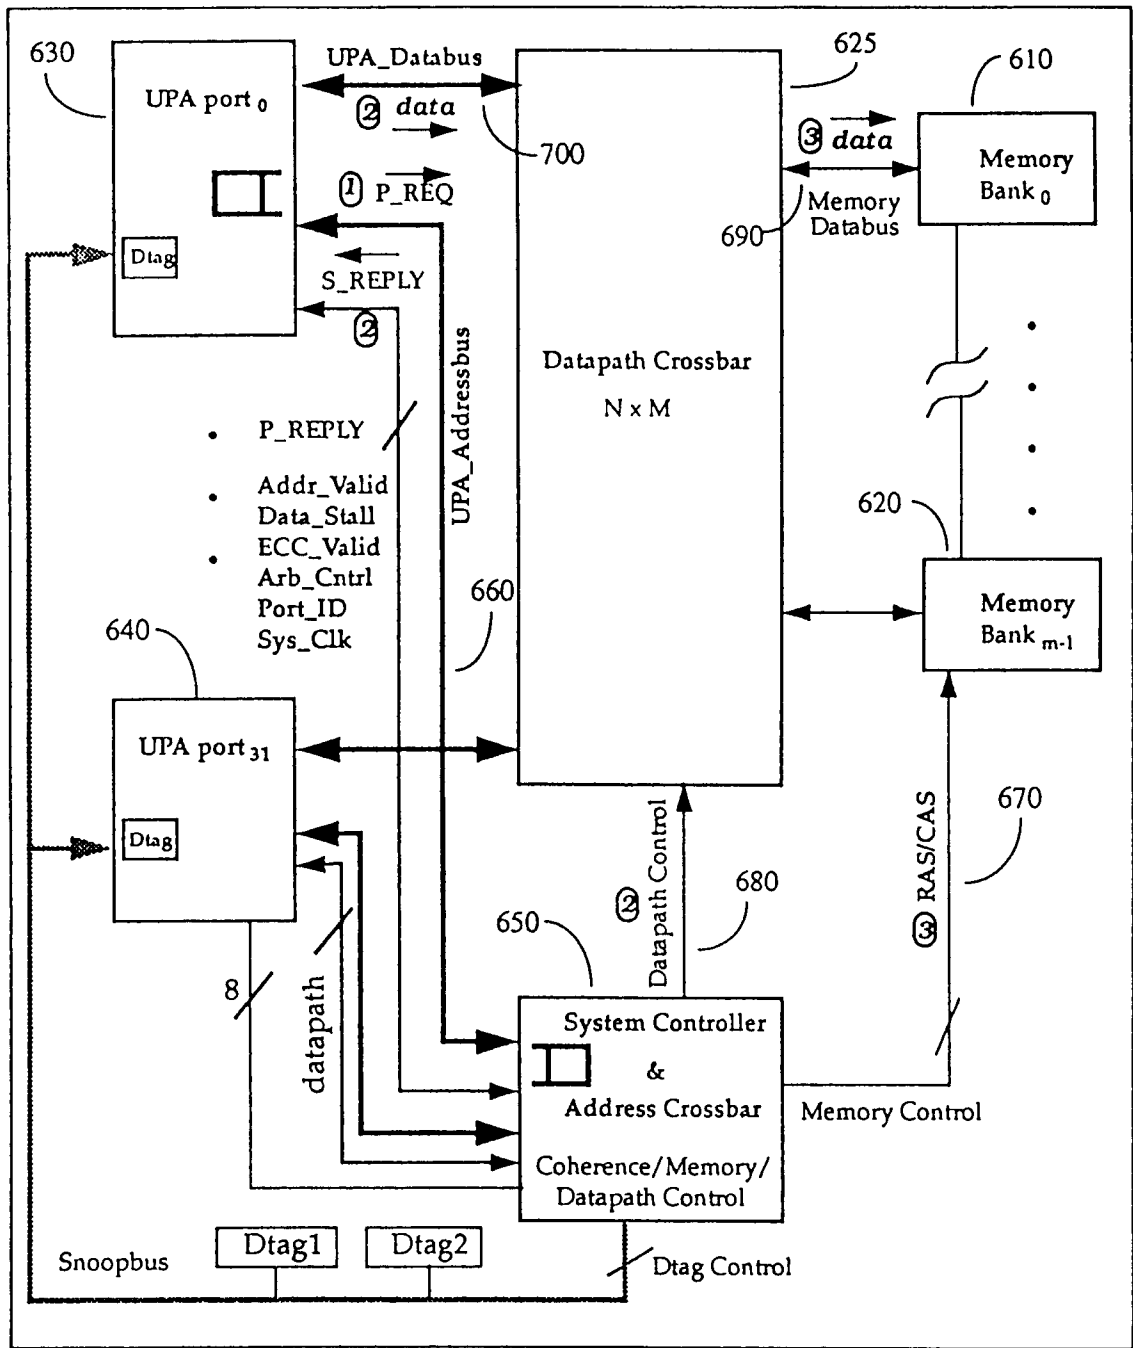 630
UPA port 0
UPA_Databus
2 data
1 P_REQ
S_REPLY
2
Dtag
700
625
3 data
690
Memory
Databus
610
Memory
Bank 0
Datapath Crossbar
N x M
P_REPLY
Addr_Valid
Data_Stall
ECC_Valid
Arb_Cntrl
Port_ID
Sys_Clk
UPA_Addressbus
660
620
Memory
Bank m-1
640
UPA port 31
Dtag
8
datapath
2 Datapath Control
680
3 RAS/CAS
670
650
System Controller
&
Address Crossbar
Coherence/Memory/
Datapath Control
Memory Control
Snoopbus
Dtag1
Dtag2
Dtag Control